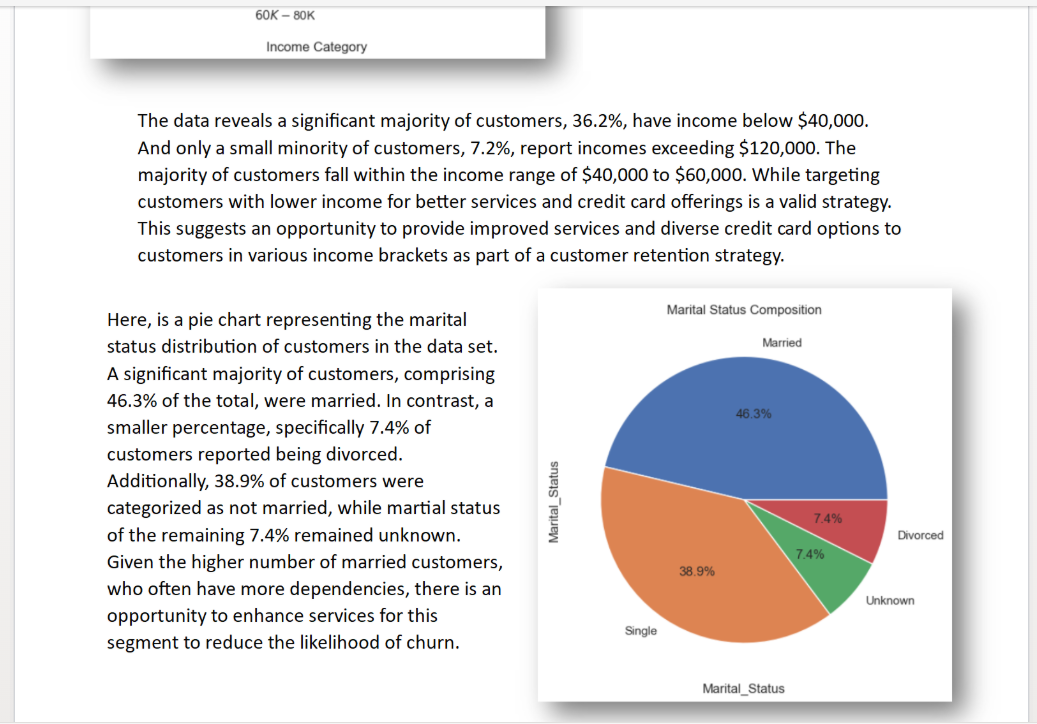 60K – 80K
Income Category
The data reveals a significant majority of customers, 36.2%, have income below $40,000.
And only a small minority of customers, 7.2%, report incomes exceeding $120,000. The
majority of customers fall within the income range of $40,000 to $60,000. While targeting
customers with lower income for better services and credit card offerings is a valid strategy.
This suggests an opportunity to provide improved services and diverse credit card options to
customers in various income brackets as part of a customer retention strategy.
Here, is a pie chart representing the marital
status distribution of customers in the data set.
A significant majority of customers, comprising
46.3% of the total, were married. In contrast, a
smaller percentage, specifically 7.4% of
customers reported being divorced.
Additionally, 38.9% of customers were
categorized as not married, while martial status
of the remaining 7.4% remained unknown.
Given the higher number of married customers,
who often have more dependencies, there is an
opportunity to enhance services for this
segment to reduce the likelihood of churn.
Marital Status Composition
Married
46.3%
Marital_Status
7.4%
Divorced
7.4%
38.9%
Unknown
Single
Marital_Status